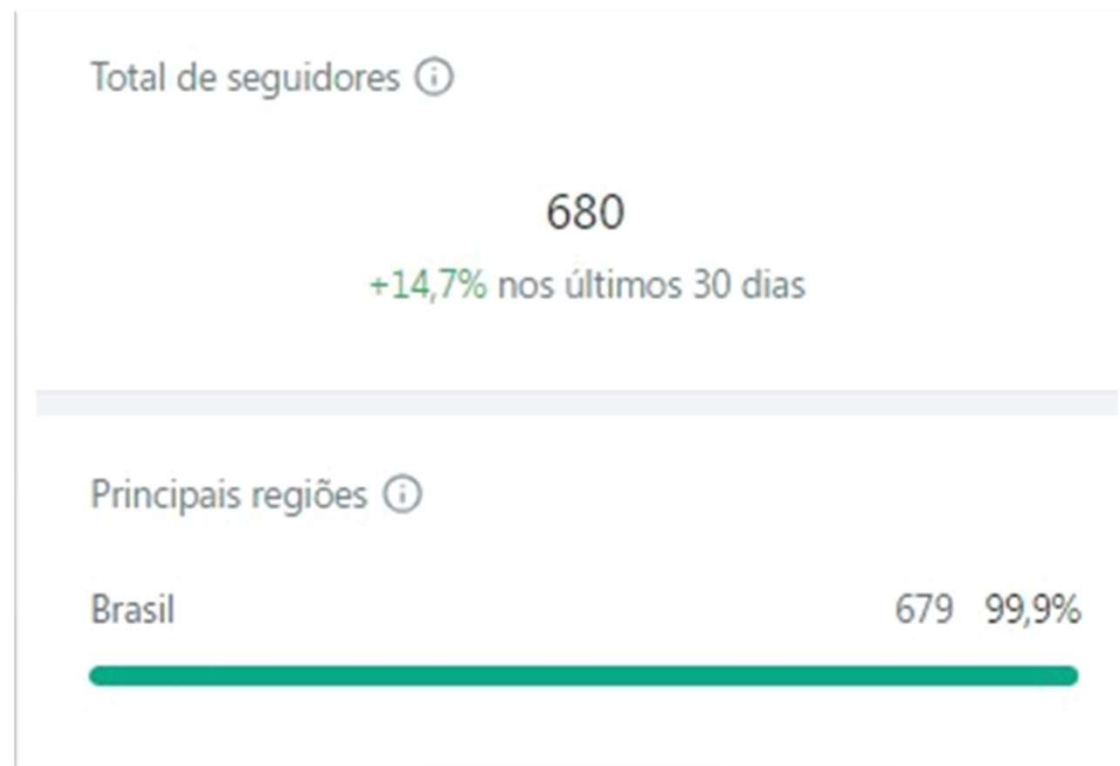 Total de seguidores
680
+14,7% nos últimos 30 dias
Principais regiões
Brasil 679 99,9%